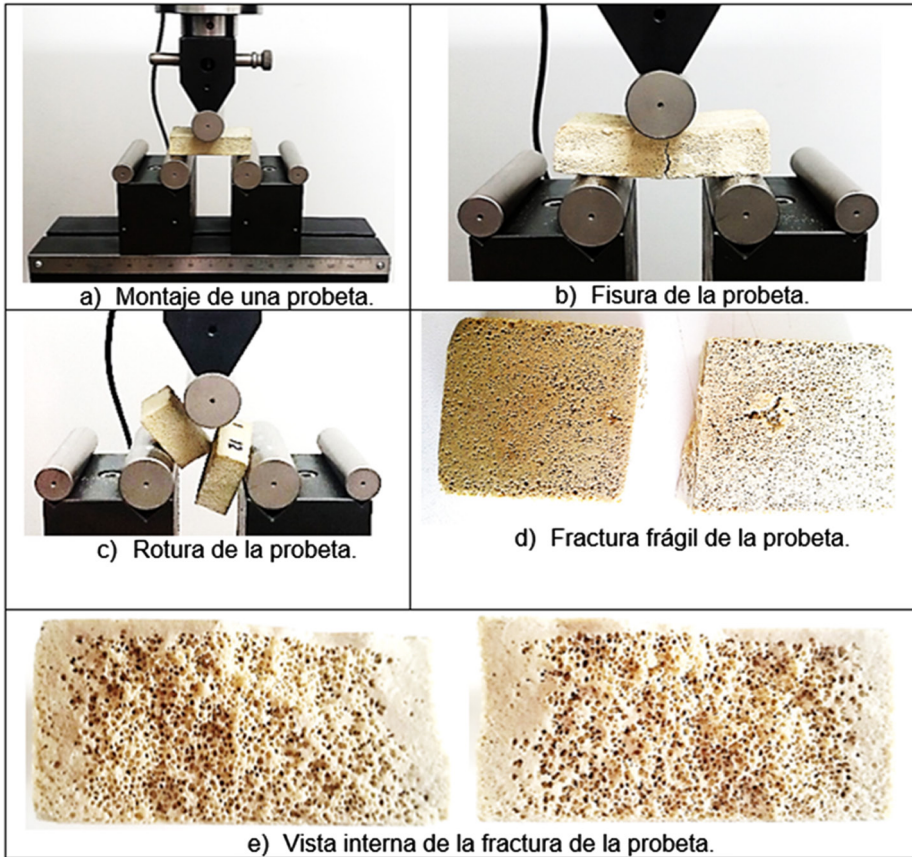 a) Montaje de una probeta.
b) Fisura de la probeta.
12
c) Rotura de la probeta.
d) Fractura frágil de la probeta.
e) Vista interna de la fractura de la probeta.